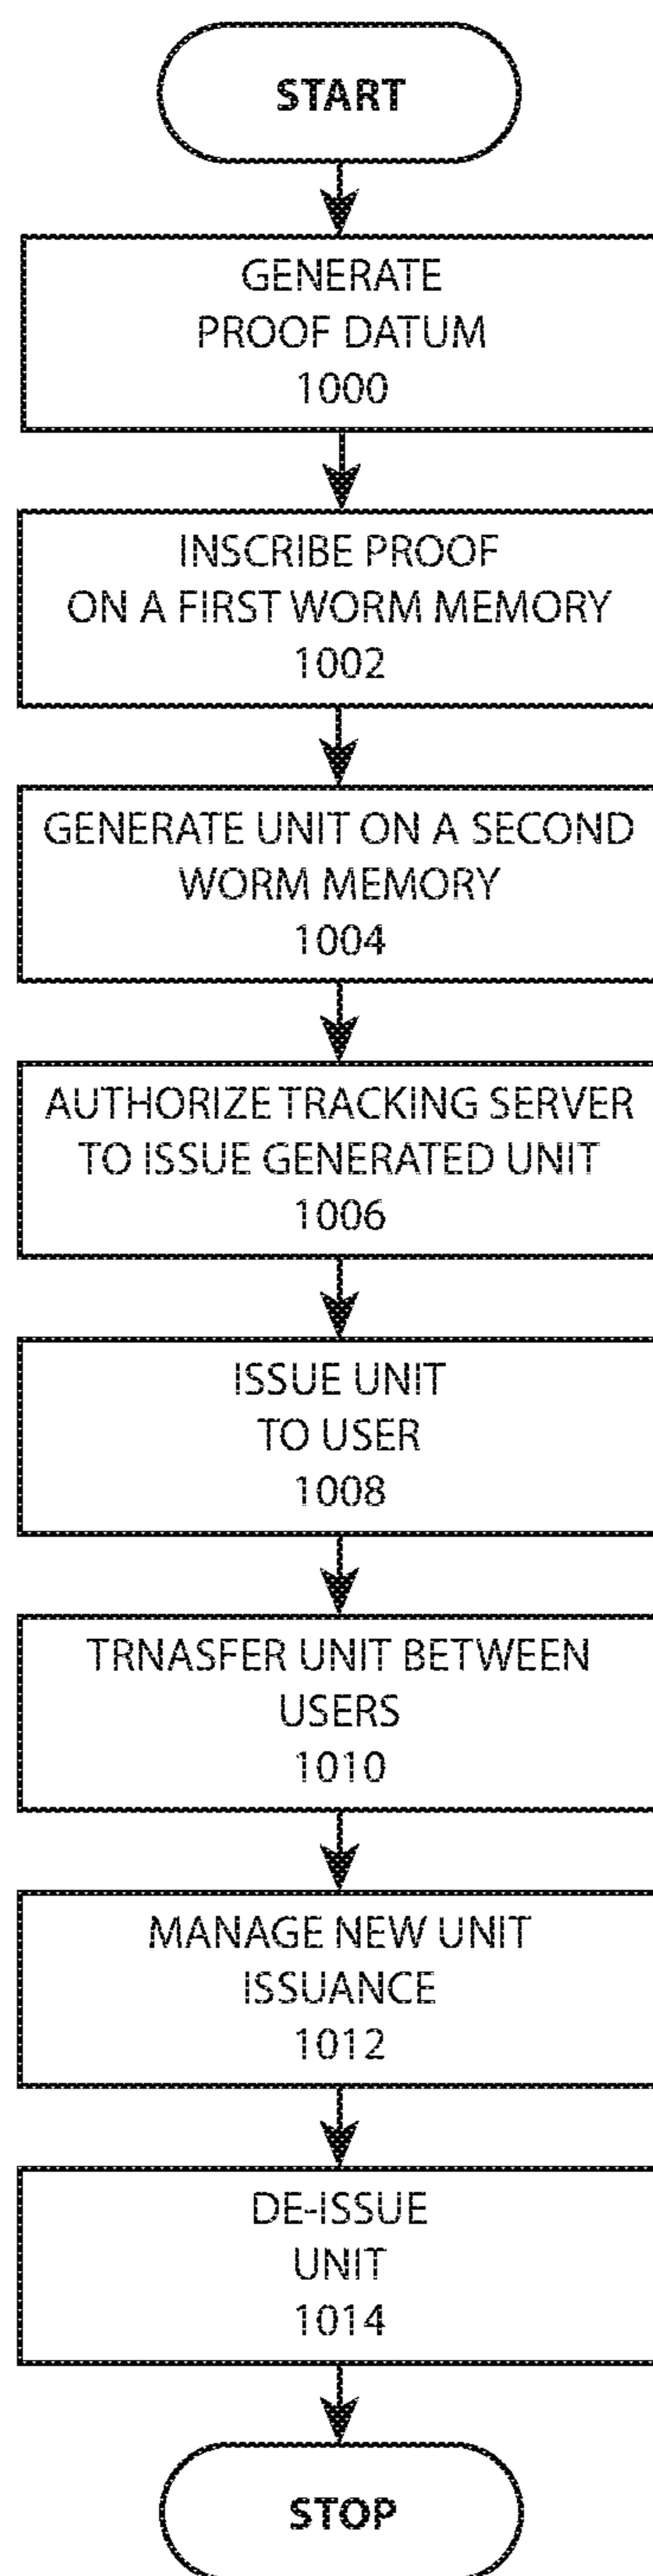 START
GENERATE
PROOF DATUM
1000
INSCRIBE PROOF
ON A FIRST WORM MEMORY
1002
GENERATE UNIT ON A SECOND
WORM MEMORY
1004
AUTHORIZE TRACKING SERVER
TO ISSUE GENERATED UNIT
1006
ISSUE UNIT
TO USER
1008
TRNASFER UNIT BETWEEN
USERS
1010
MANAGE NEW UNIT
ISSUANCE
1012
DE-ISSUE
UNIT
1014
STOP